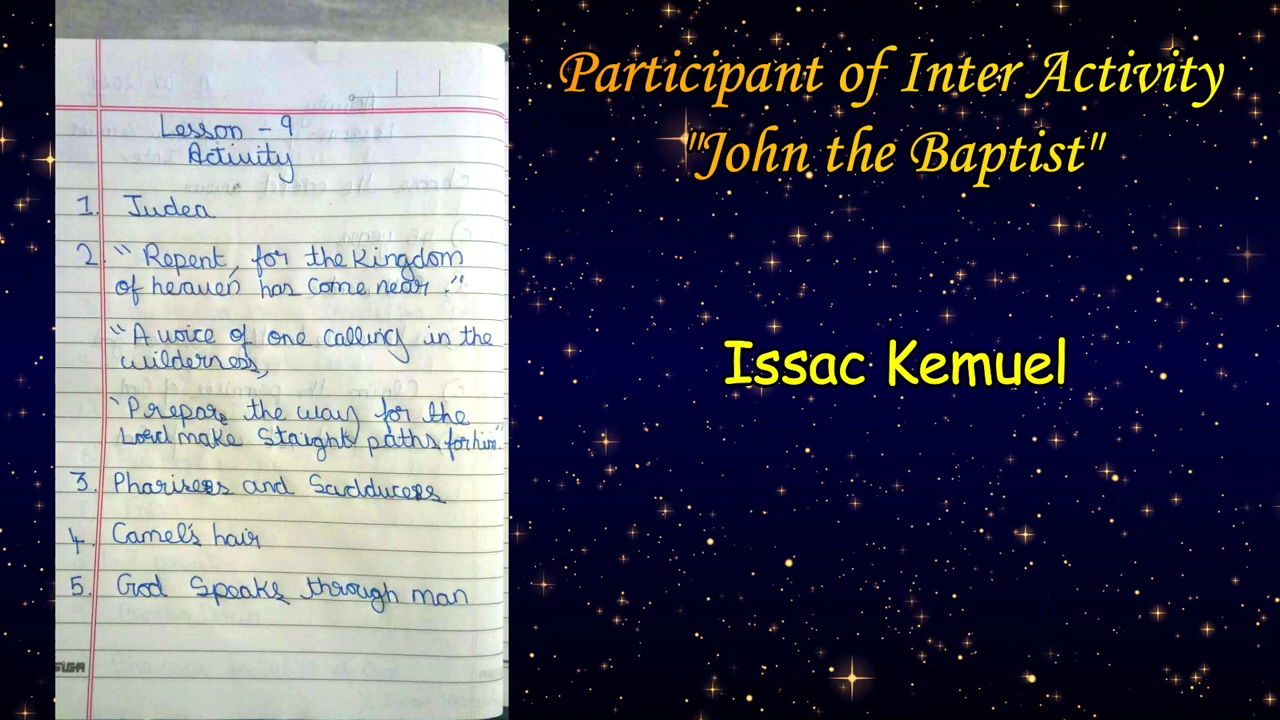 Lesson - 9
Activity
1. Judea
2. "Repent, for the Kingdom
of heaven has come near."
"A voice of one calling in the
wilderness,
"Prepare the way for the
Lord make Staight paths for him."
3. Pharisees and Sadducees
4. Camel's hair
5. God Speaks through man
Participant of Inter Activity
"John the Baptist"
Issac Kemuel